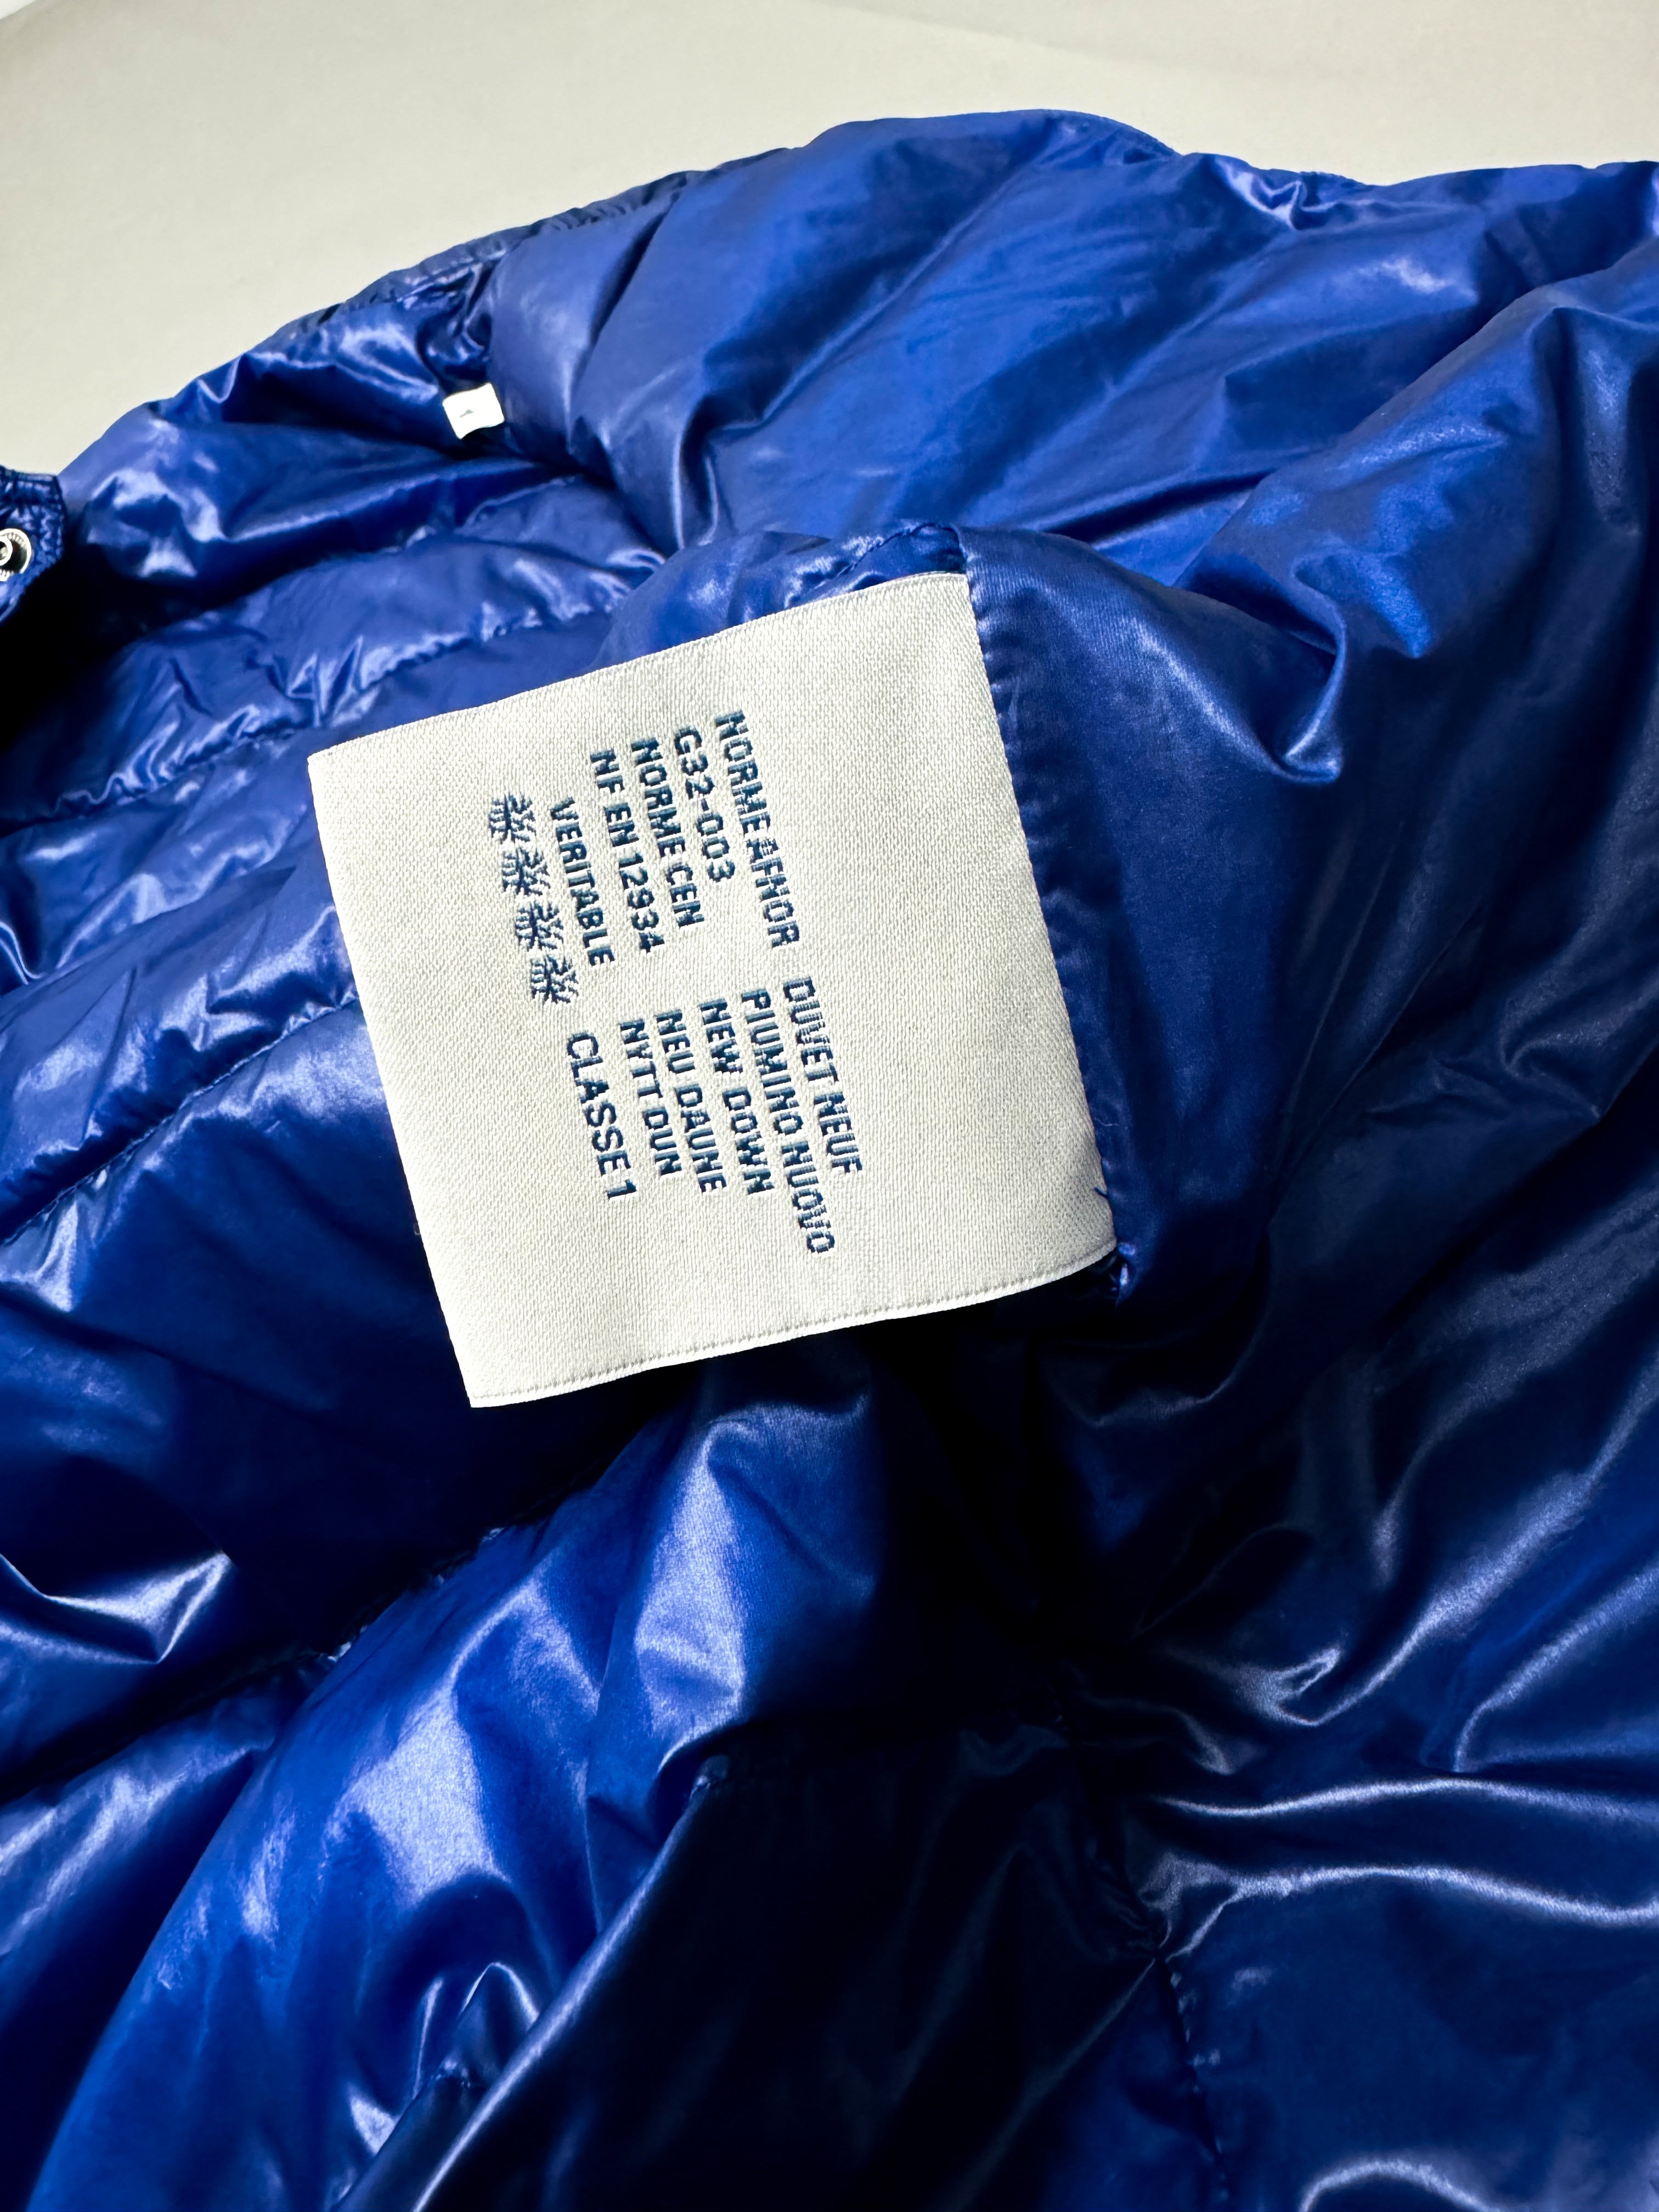 NORME AFNOR
G32-003
NORME CEN
NF EN 12934
VERITABLE
DUVET NEUF
PIUMINO NUOVO
NEW DOWN
NEU DAUNE
NYTT DUN
CLASSE 1
1